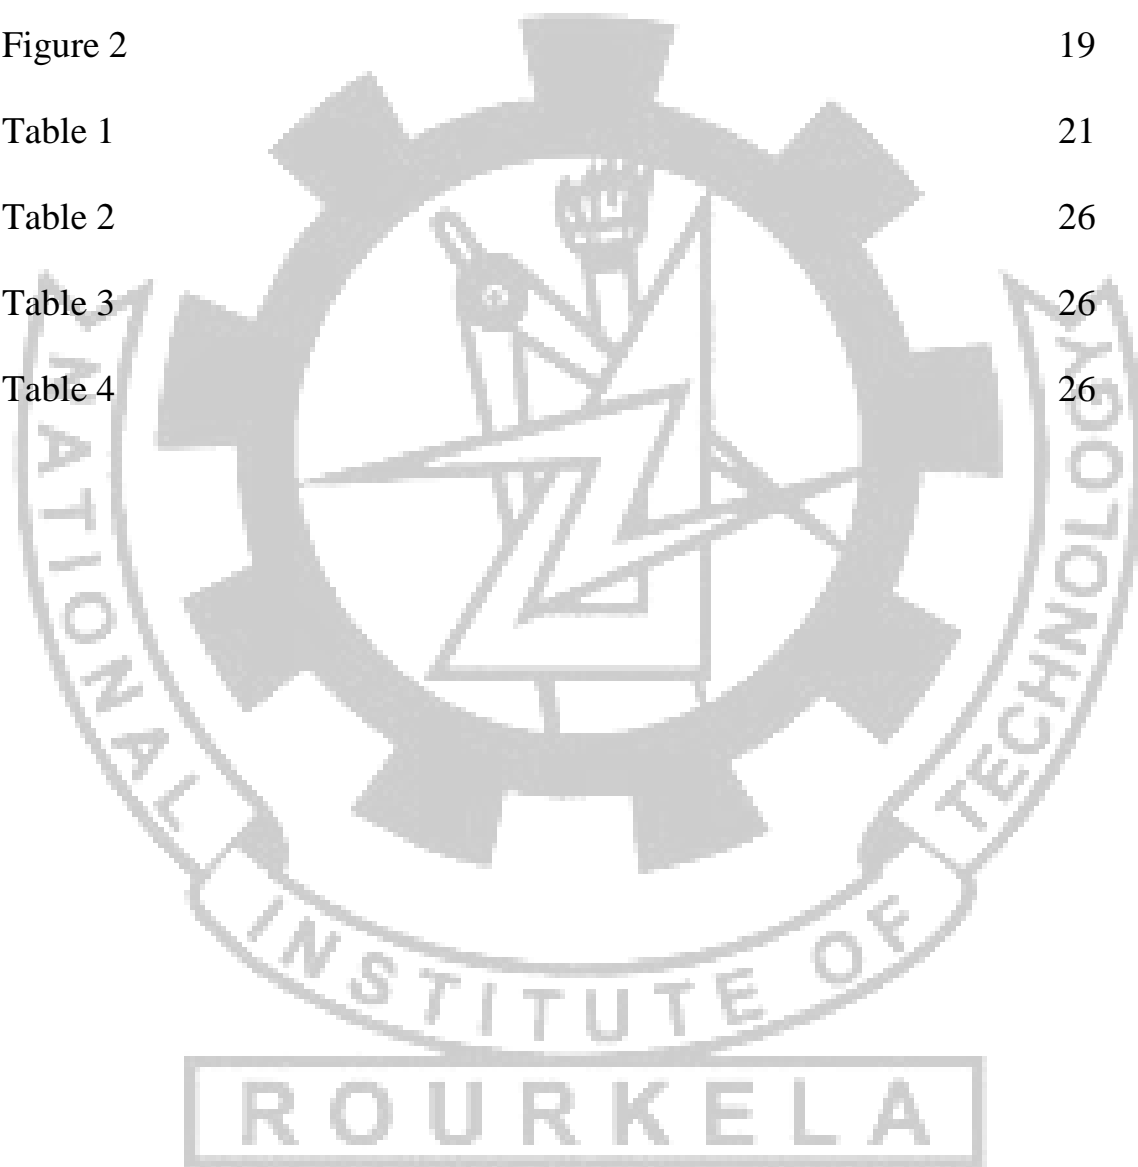 Figure 2 19
Table 1 21
Table 2 26
Table 3 26
Table 4 26
NATIONAL INSTITUTE OF TECHNOLOGY
ROURKELA